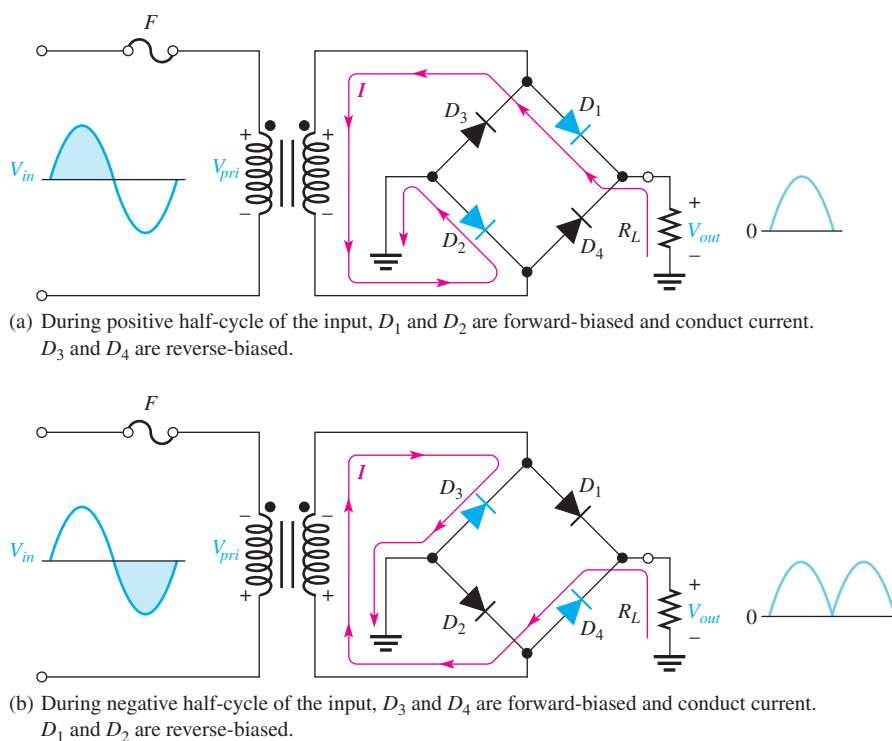 F
I
D3
D1
Vin
+ +
Vpri
− −
D2
D4
RL
+
Vout
−
0
(a) During positive half-cycle of the input, D1 and D2 are forward-biased and conduct current.
D3 and D4 are reverse-biased.
F
I
D3
D1
Vin
− −
Vpri
+ +
D2
D4
RL
+
Vout
−
0
(b) During negative half-cycle of the input, D3 and D4 are forward-biased and conduct current.
D1 and D2 are reverse-biased.